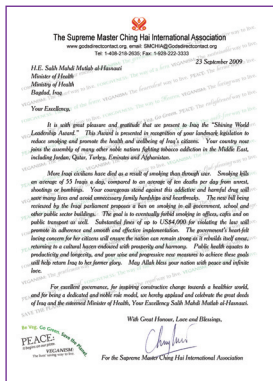 The Supreme Master Ching Hai International Association
www.godsdirectcontact.org, email: SMCHIA@Godsdirectcontact.org
Tel: 1-408-218-2635; Fax: 1-929-222-3333
23 September 2009
H.E. Salih Mahdi Mutlab al-Hasnawi
Minister of Health
Ministry of Health
Bagdad, Iraq
Your Excellency,
It is with great pleasure and gratitude that we present to Iraq the "Shining World
Leadership Award." This Award is presented in recognition of your landmark legislation to
reduce smoking and promote the health and wellbeing of Iraq's citizens. Your country now
joins the assembly of many other noble nations fighting tobacco addiction in the Middle East,
including Jordan, Qatar, Turkey, Emirates and Afghanistan.
More Iraqi civilians have died as a result of smoking than through war. Smoking kills
an average of 55 Iraqis a day, compared to an average of ten deaths per day from arrest,
shootings or bombings. Your courageous stand against this addictive and harmful drug will
save many lives and avoid unnecessary family hardships and heartbreaks. The new bill being
reviewed by the Iraqi parliament proposes a ban on smoking in all government, school and
other public sector buildings. The goal is to eventually forbid smoking in offices, cafés and on
public transport as well. Substantial fines of up to US$4,000 for violating the law will
promote its adherence and smooth and effective implementation. The government's heart-felt
loving concern for her citizens will ensure the nation can remain strong as it rebuilds itself anew,
returning to a cultural haven endowed with prosperity and harmony. Public health equates to
productivity and longevity, and your wise and progressive new measures to achieve these goals
will help return Iraq to her former glory. May Allah bless your nation with peace and infinite
love.
For excellent governance, for inspiring constructive change towards a healthier world,
and for being a dedicated and noble role model, we hereby applaud and celebrate the great deeds
of Iraq and the esteemed Minister of Health, Your Excellency Salih Mahdi Mutlab al-Hasnawi.
With Great Honour, Love and Blessings,
Be Veg, Go Green, Save the Planet
PEACE:
VEGANISM:
For the Supreme Master Ching Hai International Association